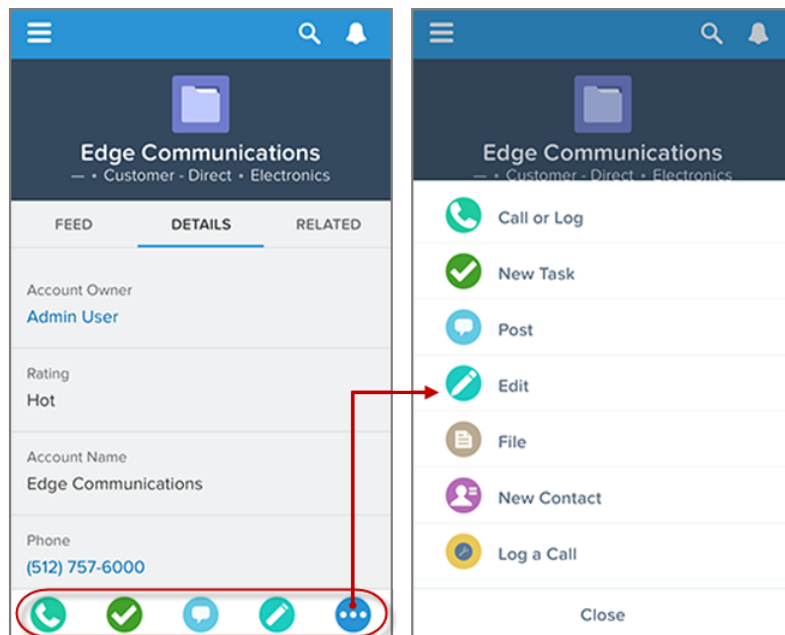 Edge Communications
— • Customer - Direct • Electronics
FEED DETAILS RELATED
Account Owner
Admin User
Rating
Hot
Account Name
Edge Communications
Phone
(512) 757-6000
Edge Communications
— • Customer - Direct • Electronics
Call or Log
New Task
Post
Edit
File
New Contact
Log a Call
Close